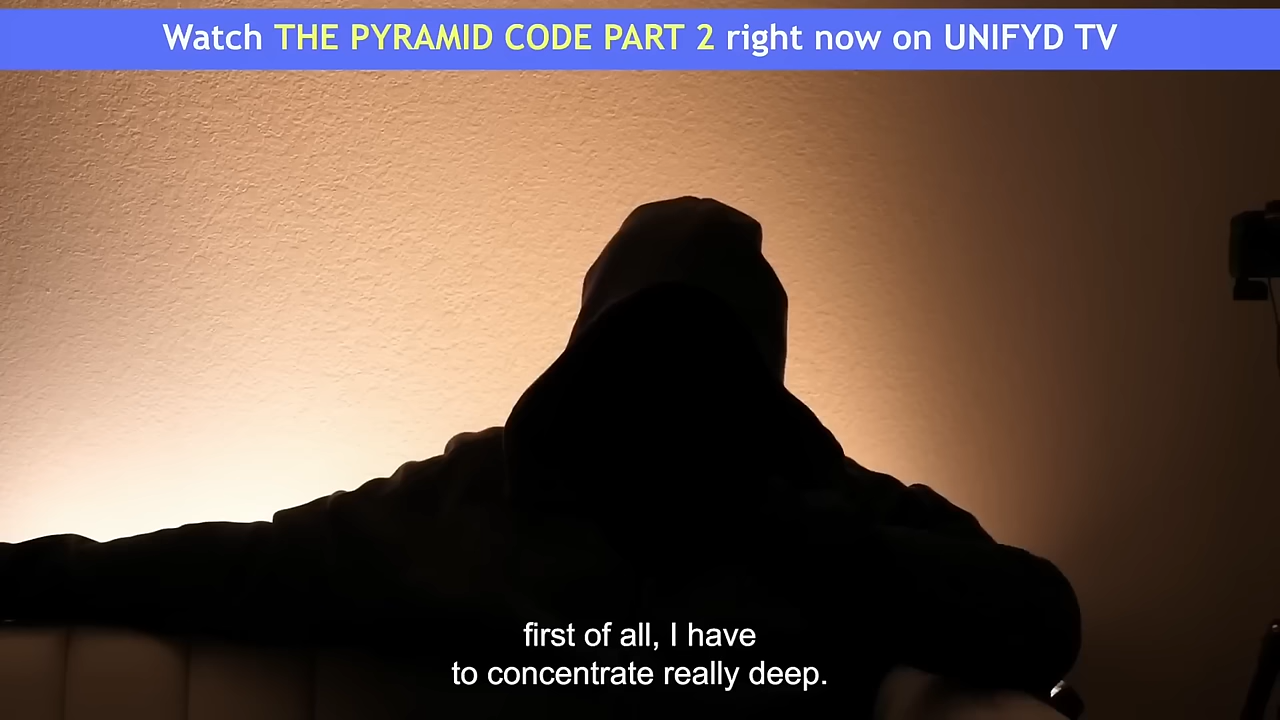 Watch THE PYRAMID CODE PART 2 right now on UNIFYD TV
first of all, I have
to concentrate really deep.